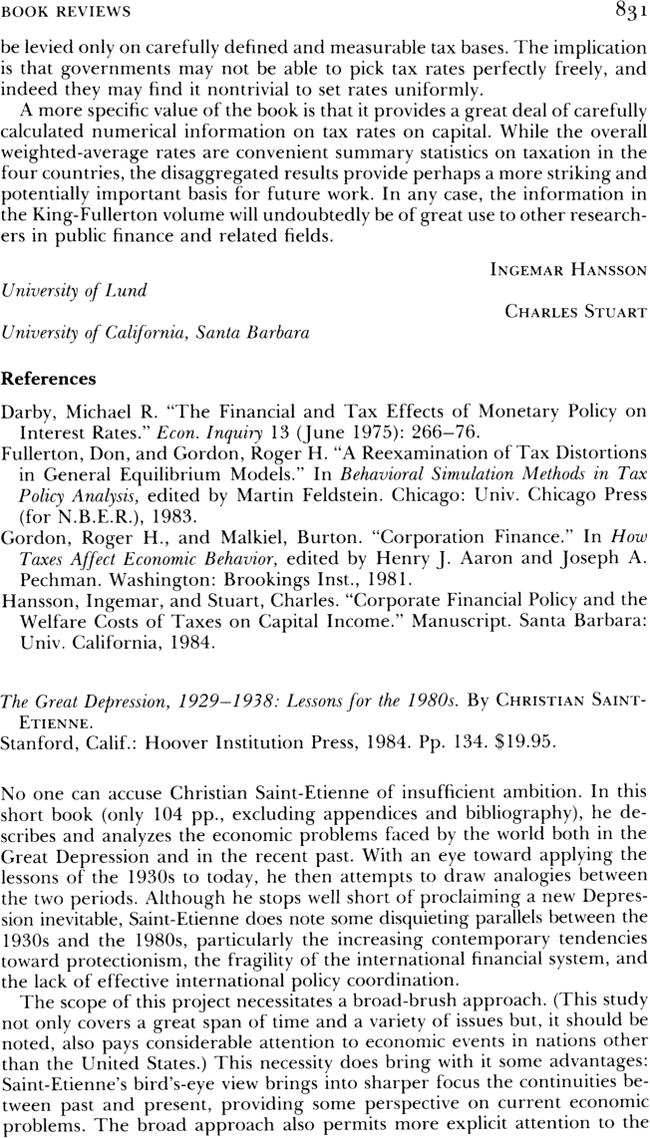 BOOK REVIEWS 831
be levied only on carefully defined and measurable tax bases. The implication
is that governments may not be able to pick tax rates perfectly freely, and
indeed they may find it nontrivial to set rates uniformly.
A more specific value of the book is that it provides a great deal of carefully
calculated numerical information on tax rates on capital. While the overall
weighted-average rates are convenient summary statistics on taxation in the
four countries, the disaggregated results provide perhaps a more striking and
potentially important basis for future work. In any case, the information in
the King-Fullerton volume will undoubtedly be of great use to other research-
ers in public finance and related fields.
INGEMAR HANSSON
University of Lund
CHARLES STUART
University of California, Santa Barbara
References
Darby, Michael R. “The Financial and Tax Effects of Monetary Policy on
Interest Rates.” Econ. Inquiry 13 (June 1975): 266–76.
Fullerton, Don, and Gordon, Roger H. “A Reexamination of Tax Distortions
in General Equilibrium Models.” In Behavioral Simulation Methods in Tax
Policy Analysis, edited by Martin Feldstein. Chicago: Univ. Chicago Press
(for N.B.E.R.), 1983.
Gordon, Roger H., and Malkiel, Burton. “Corporation Finance.” In How
Taxes Affect Economic Behavior, edited by Henry J. Aaron and Joseph A.
Pechman. Washington: Brookings Inst., 1981.
Hansson, Ingemar, and Stuart, Charles. “Corporate Financial Policy and the
Welfare Costs of Taxes on Capital Income.” Manuscript. Santa Barbara:
Univ. California, 1984.
The Great Depression, 1929–1938: Lessons for the 1980s. By CHRISTIAN SAINT-
ETIENNE.
Stanford, Calif.: Hoover Institution Press, 1984. Pp. 134. $19.95.
No one can accuse Christian Saint-Etienne of insufficient ambition. In this
short book (only 104 pp., excluding appendices and bibliography), he de-
scribes and analyzes the economic problems faced by the world both in the
Great Depression and in the recent past. With an eye toward applying the
lessons of the 1930s to today, he then attempts to draw analogies between
the two periods. Although he stops well short of proclaiming a new Depres-
sion inevitable, Saint-Etienne does note some disquieting parallels between the
1930s and the 1980s, particularly the increasing contemporary tendencies
toward protectionism, the fragility of the international financial system, and
the lack of effective international policy coordination.
The scope of this project necessitates a broad-brush approach. (This study
not only covers a great span of time and a variety of issues but, it should be
noted, also pays considerable attention to economic events in nations other
than the United States.) This necessity does bring with it some advantages:
Saint-Etienne's bird's-eye view brings into sharper focus the continuities be-
tween past and present, providing some perspective on current economic
problems. The broad approach also permits more explicit attention to the